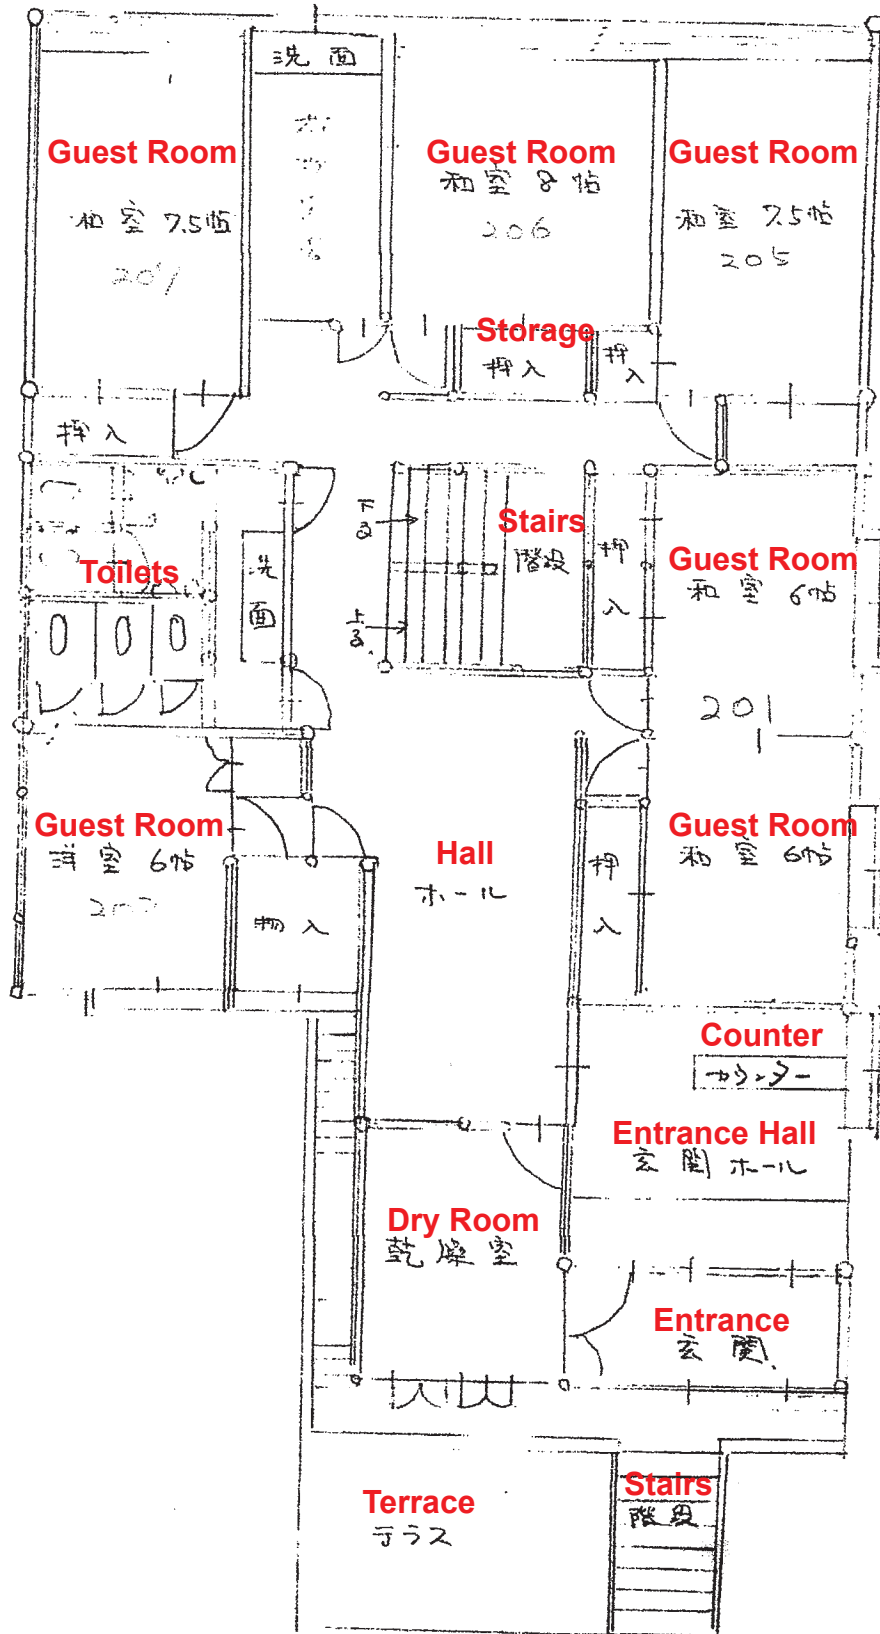 洗面
Guest Room
和室 7.5帖
Guest Room
和室 8帖
206
Guest Room
和室 7.5帖
205
Storage
押入
押入
押入
Toilets
洗面
下る
上る
Stairs
階段
押入
Guest Room
和室 6帖
201
Guest Room
洋室 6帖
物入
Hall
ホール
押入
Guest Room
和室 6帖
Counter
カウンター
Entrance Hall
玄関ホール
Dry Room
乾燥室
Entrance
玄関
Terrace
テラス
Stairs
階段